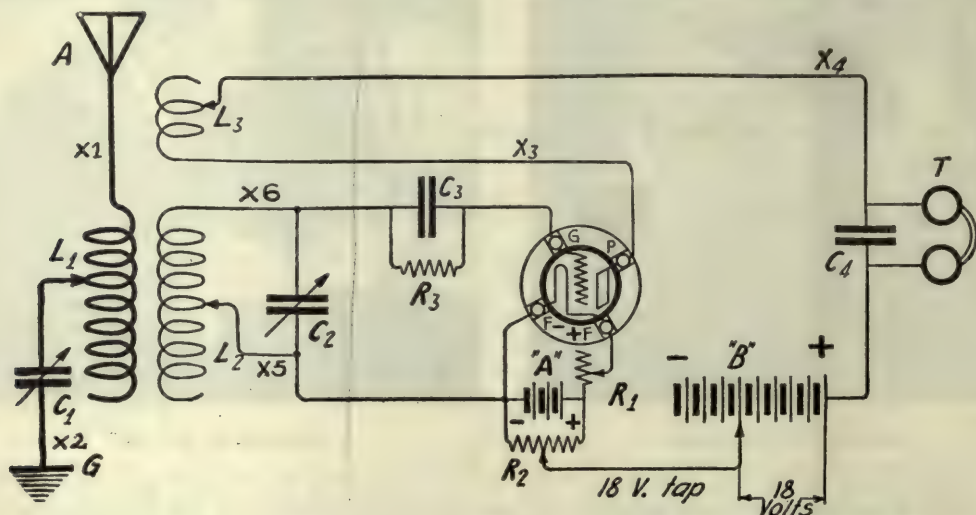 A
X4
L3
X1
X3
T
X6
C3
G
P
L1
R3
C4
C2
F-
+F
L2
X5
"A"
-
"B"
+
R1
C1
-
+
X2
G
R2
18 V. tap
18
Volts